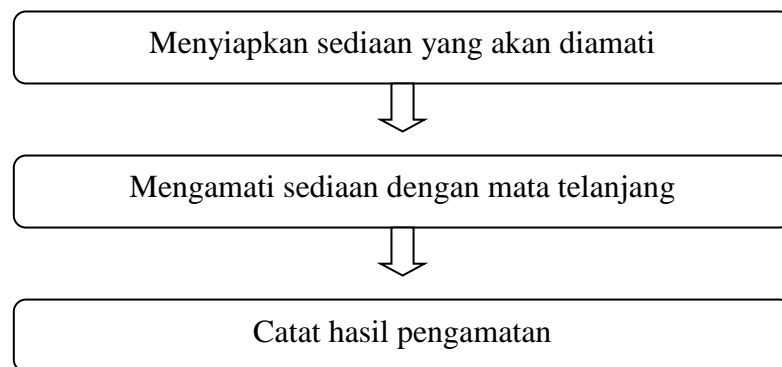 Menyiapkan sediaan yang akan diamati
Mengamati sediaan dengan mata telanjang
Catat hasil pengamatan